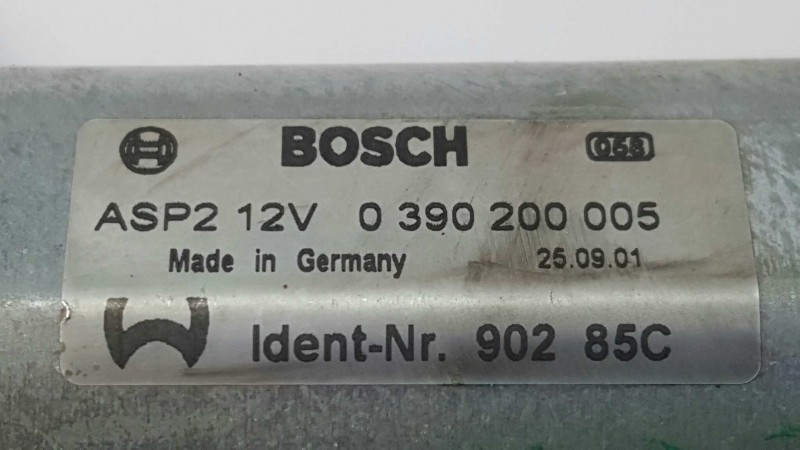 BOSCH 068
ASP2 12V 0 390 200 005
Made in Germany 25.09.01
Ident-Nr. 902 85C